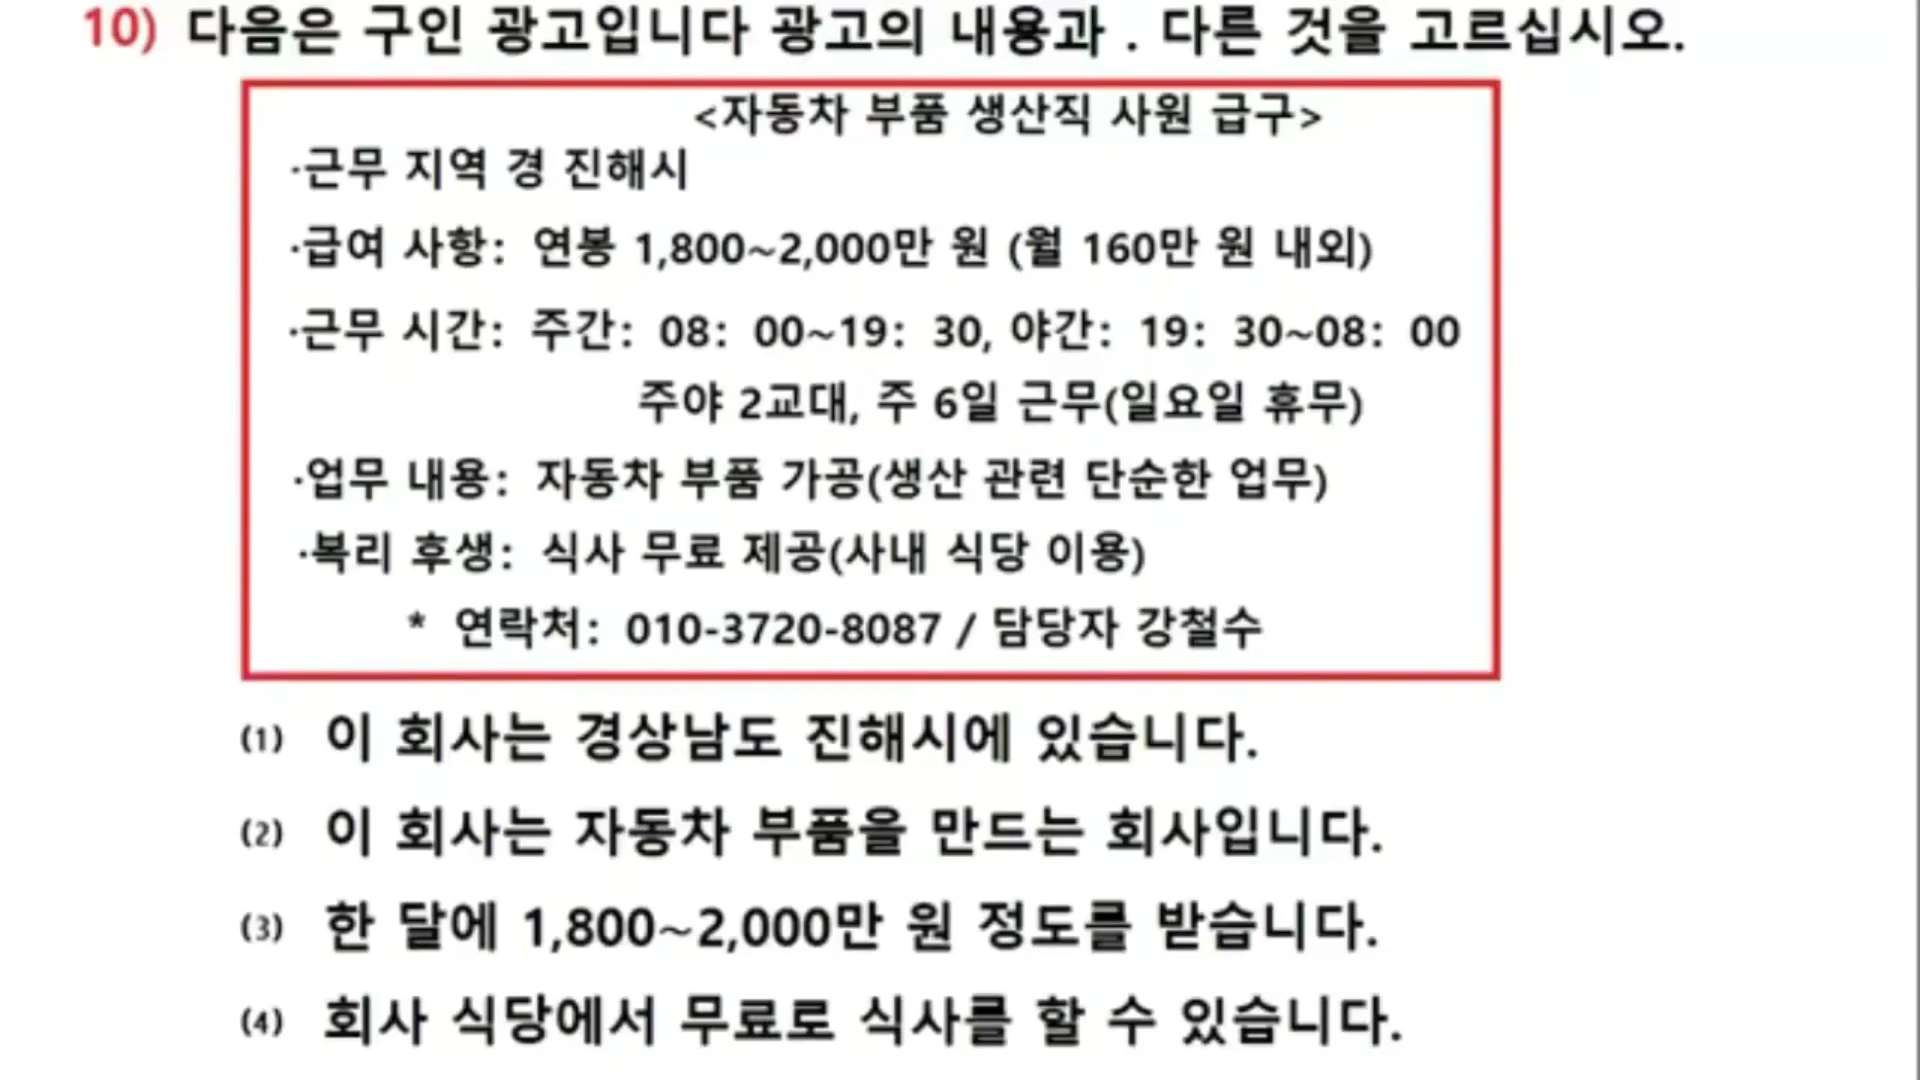 10) 다음은 구인 광고입니다 광고의 내용과 . 다른 것을 고르십시오.
<자동차 부품 생산직 사원 급구>
·근무 지역 경 진해시
·급여 사항: 연봉 1,800~2,000만 원 (월 160만 원 내외)
·근무 시간: 주간: 08: 00~19: 30, 야간: 19: 30~08: 00
주야 2교대, 주 6일 근무(일요일 휴무)
·업무 내용: 자동차 부품 가공(생산 관련 단순한 업무)
·복리 후생: 식사 무료 제공(사내 식당 이용)
* 연락처: 010-3720-8087 / 담당자 강철수
(1) 이 회사는 경상남도 진해시에 있습니다.
(2) 이 회사는 자동차 부품을 만드는 회사입니다.
(3) 한 달에 1,800~2,000만 원 정도를 받습니다.
(4) 회사 식당에서 무료로 식사를 할 수 있습니다.